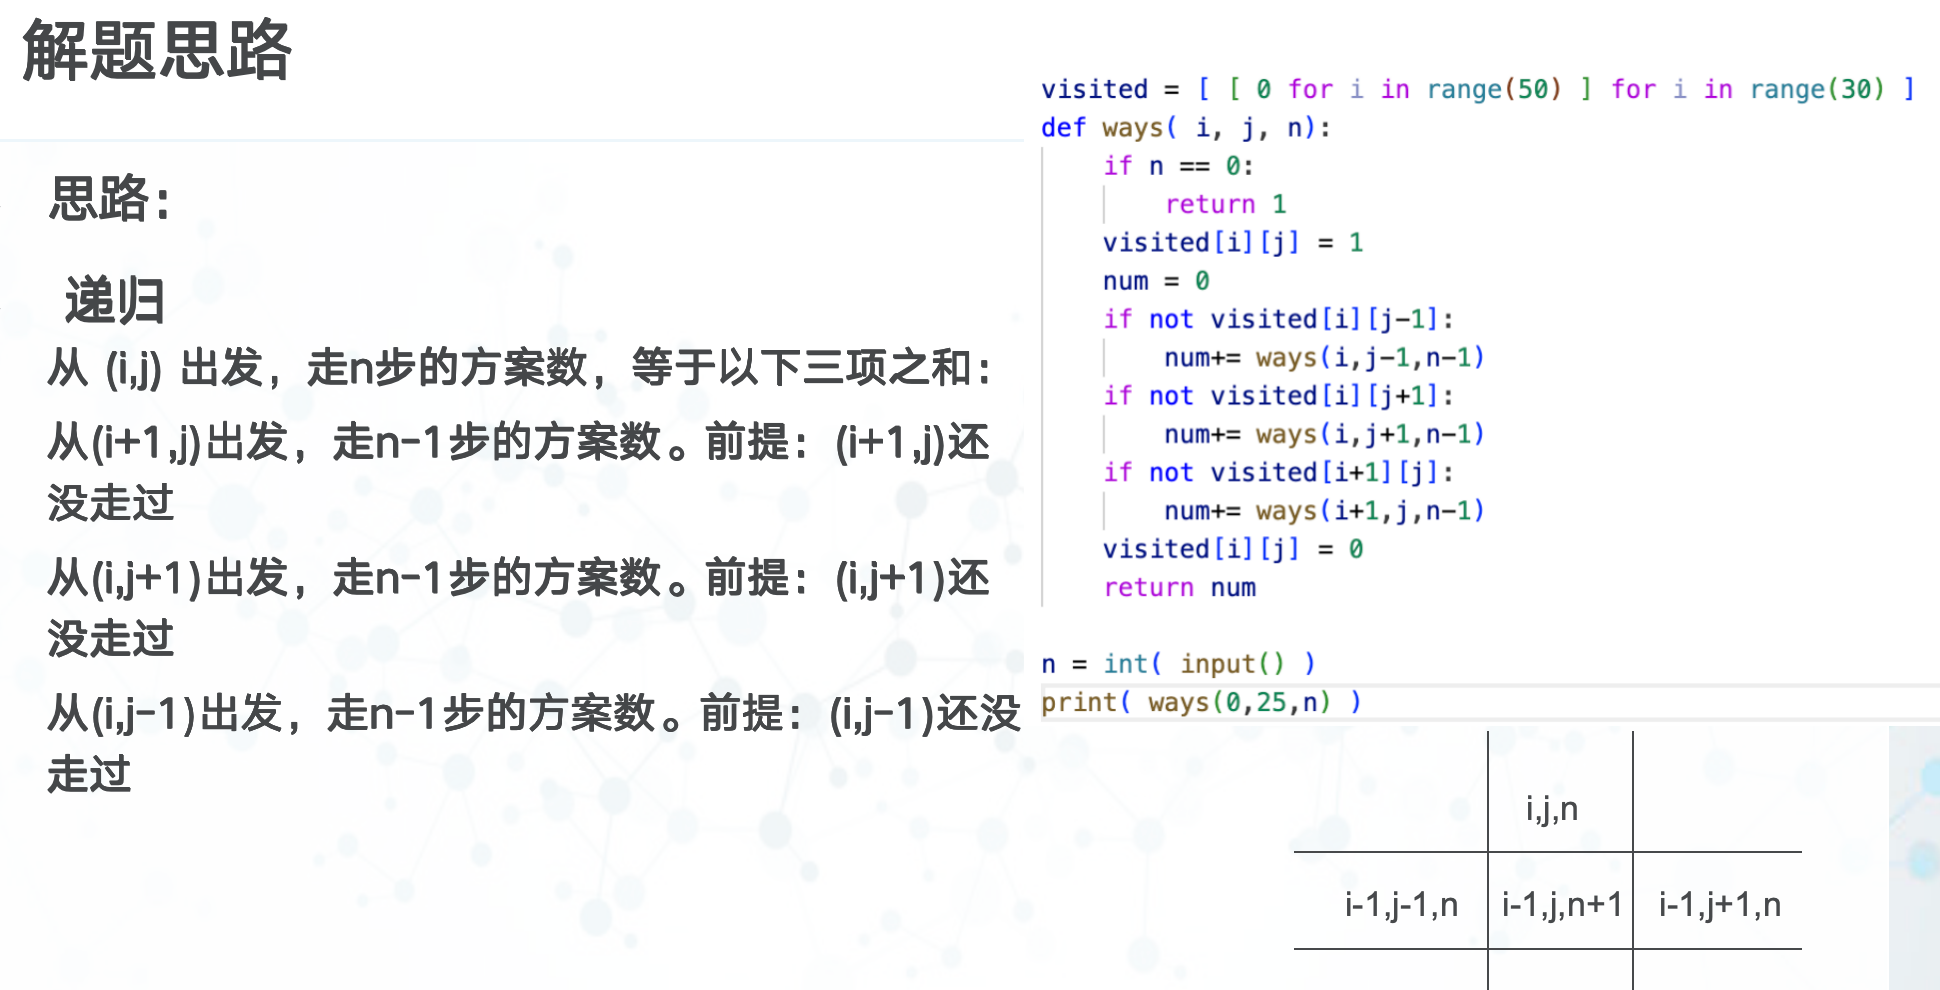 解题思路
思路：
递归
从 (i,j) 出发，走n步的方案数，等于以下三项之和：
从(i+1,j)出发，走n-1步的方案数。前提：(i+1,j)还
没走过
从(i,j+1)出发，走n-1步的方案数。前提：(i,j+1)还
没走过
从(i,j-1)出发，走n-1步的方案数。前提：(i,j-1)还没
走过
visited = [ [ 0 for i in range(50) ] for i in range(30) ]
def ways( i, j, n):
    if n == 0:
        return 1
    visited[i][j] = 1
    num = 0
    if not visited[i][j-1]:
        num+= ways(i,j-1,n-1)
    if not visited[i][j+1]:
        num+= ways(i,j+1,n-1)
    if not visited[i+1][j]:
        num+= ways(i+1,j,n-1)
    visited[i][j] = 0
    return num
n = int( input() )
print( ways(0,25,n) )
i,j,n
i-1,j-1,n i-1,j,n+1 i-1,j+1,n